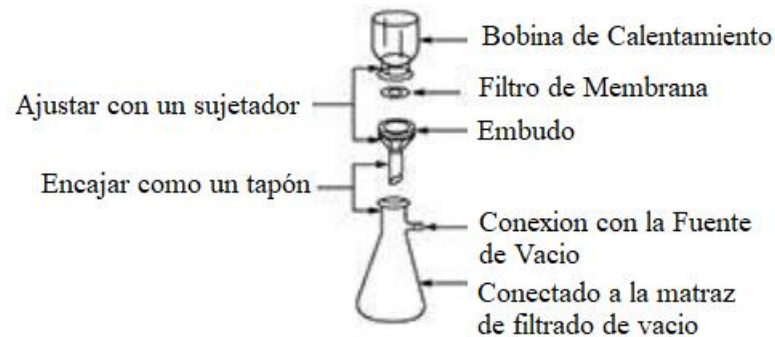 Bobina de Calentamiento
Filtro de Membrana
Ajustar con un sujetador
Embudo
Encajar como un tapón
Conexion con la Fuente
de Vacio
Conectado a la matraz
de filtrado de vacio